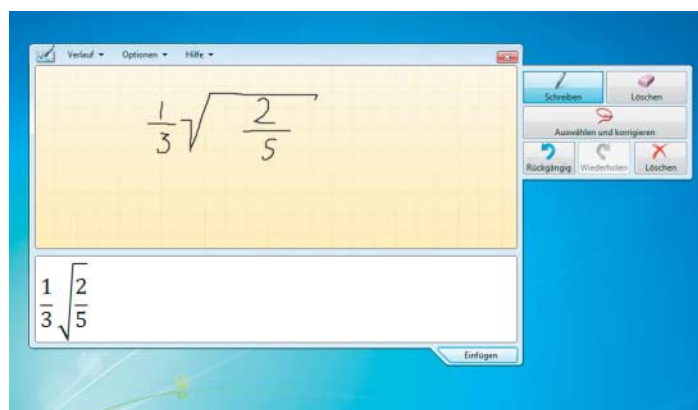 Verlauf Optionen Hilfe
1/3 √(2/5)
Schreiben Löschen
Auswählen und korrigieren
Rückgängig Wiederholen Löschen
1/3 √(2/5)
Einfügen